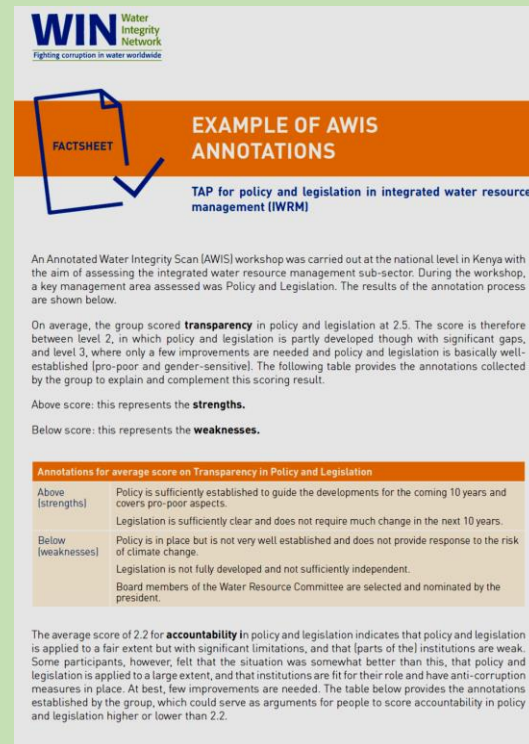 WIN Water
Integrity
Network
Fighting corruption in water worldwide
FACTSHEET
EXAMPLE OF AWIS
ANNOTATIONS
TAP for policy and legislation in integrated water resource
management (IWRM)
An Annotated Water Integrity Scan (AWIS) workshop was carried out at the national level in Kenya with
the aim of assessing the integrated water resource management sub-sector. During the workshop,
a key management area assessed was Policy and Legislation. The results of the annotation process
are shown below.
On average, the group scored transparency in policy and legislation at 2.5. The score is therefore
between level 2, in which policy and legislation is partly developed though with significant gaps,
and level 3, where only a few improvements are needed and policy and legislation is basically well-
established (pro-poor and gender-sensitive). The following table provides the annotations collected
by the group to explain and complement this scoring result.
Above score: this represents the strengths.
Below score: this represents the weaknesses.
Annotations for average score on Transparency in Policy and Legislation
Above
(strengths)
Policy is sufficiently established to guide the developments for the coming 10 years and
covers pro-poor aspects.
Legislation is sufficiently clear and does not require much change in the next 10 years.
Below
(weaknesses)
Policy is in place but is not very well established and does not provide response to the risk
of climate change.
Legislation is not fully developed and not sufficiently independent.
Board members of the Water Resource Committee are selected and nominated by the
president.
The average score of 2.2 for accountability in policy and legislation indicates that policy and legislation
is applied to a fair extent but with significant limitations, and that (parts of the) institutions are weak.
Some participants, however, felt that the situation was somewhat better than this, that policy and
legislation is applied to a large extent, and that institutions are fit for their role and have anti-corruption
measures in place. At best, few improvements are needed. The table below provides the annotations
established by the group, which could serve as arguments for people to score accountability in policy
and legislation higher or lower than 2.2.